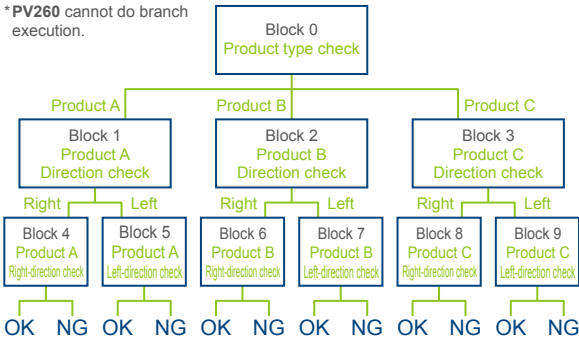 * PV260 cannot do branch
execution.
Block 0
Product type check
Product A
Product B
Product C
Block 1
Product A
Direction check
Block 2
Product B
Direction check
Block 3
Product C
Direction check
Right
Left
Right
Left
Right
Left
Block 4
Product A
Right-direction check
Block 5
Product A
Left-direction check
Block 6
Product B
Right-direction check
Block 7
Product B
Left-direction check
Block 8
Product C
Right-direction check
Block 9
Product C
Left-direction check
OK NG OK NG OK NG OK NG OK NG OK NG